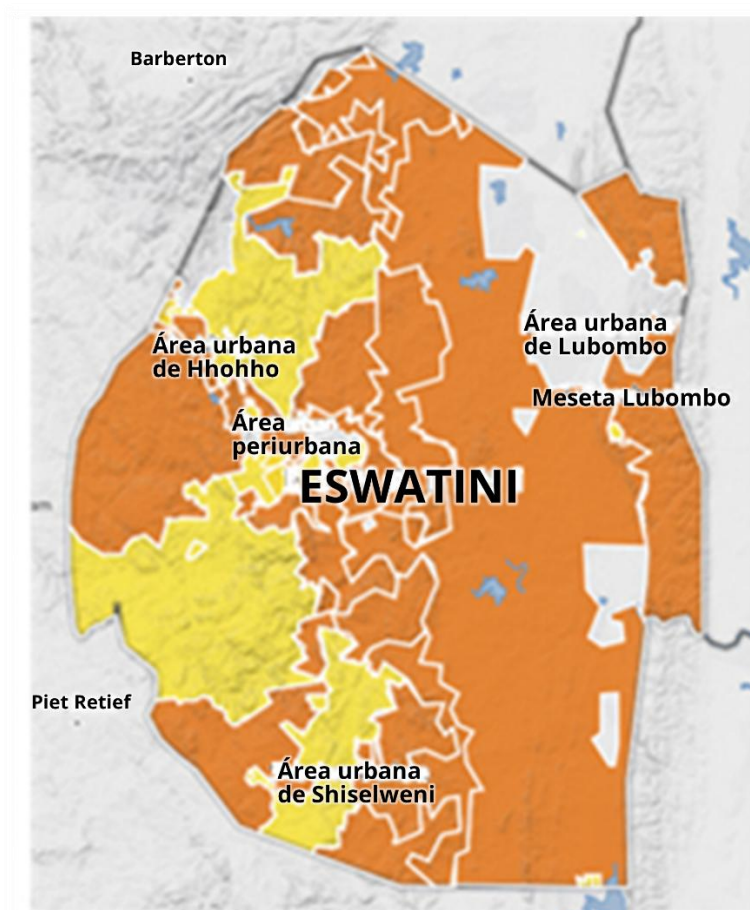 Barberton
Área urbana
de Lubombo
Área urbana
de Hhohho
Meseta Lubombo
Área
periurbana
ESWATINI
Piet Retief
Área urbana
de Shiselweni